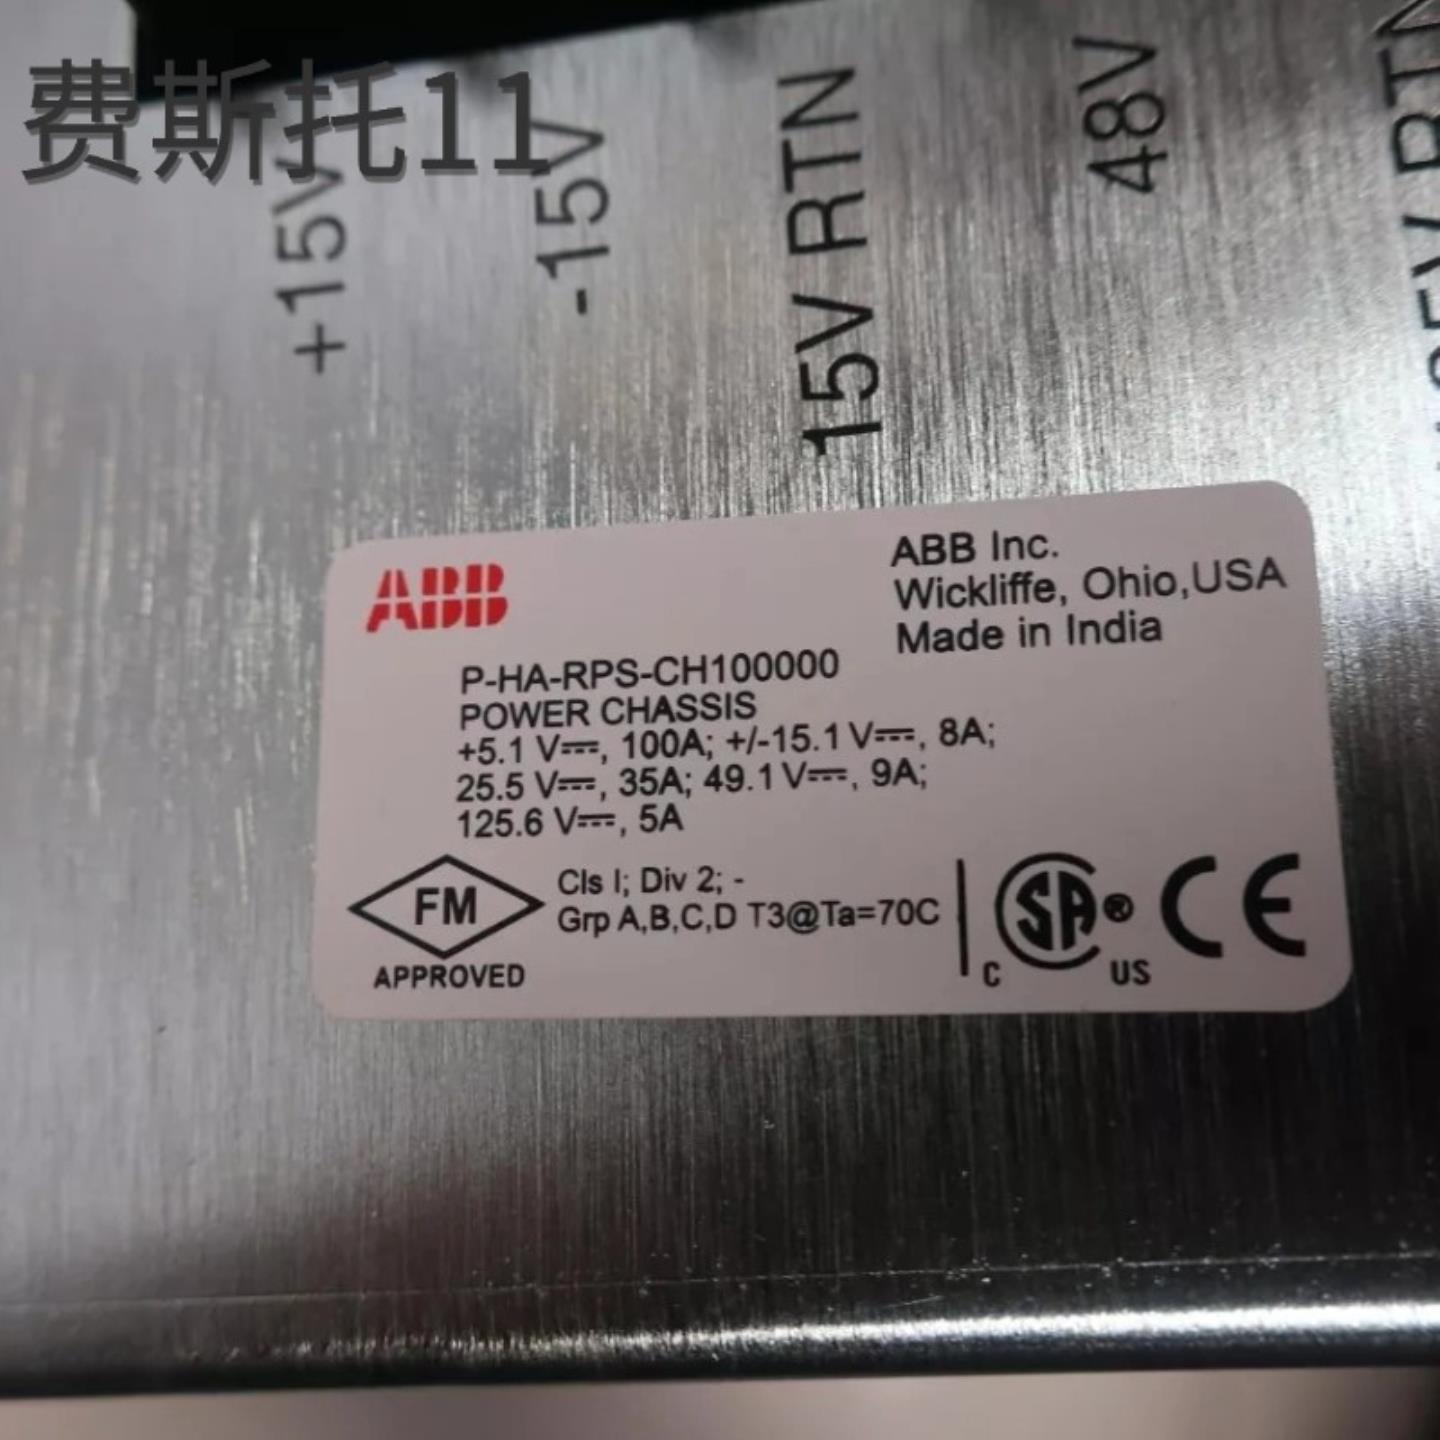 费斯托11
+15V
-15V
15V RTN
48V
ABB
ABB Inc.
Wickliffe, Ohio,USA
Made in India
P-HA-RPS-CH100000
POWER CHASSIS
+5.1 V⎓, 100A; +/-15.1 V⎓, 8A;
25.5 V⎓, 35A; 49.1 V⎓, 9A;
125.6 V⎓, 5A
FM
APPROVED
Cls I; Div 2; -
Grp A,B,C,D T3@Ta=70C
C SA® US
CE